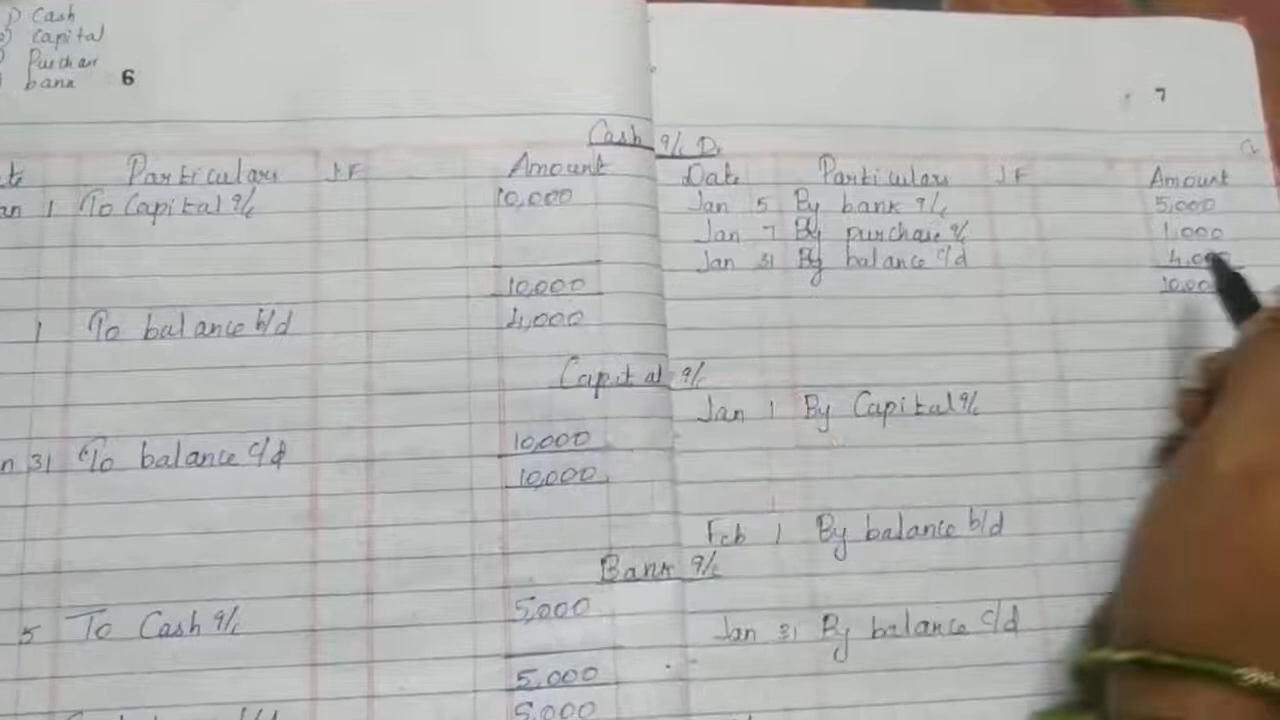 1) Cash
2) Capital
Purchase
bank
6
7
Cash a/c Dr
Particulars J.F Amount Date Particulars J F Amount
Jan 1 To Capital a/c 10,000 Jan 5 By bank a/c 5,000
Jan 7 By purchase a/c 1,000
Jan 31 By balance c/d
10,000
1 To balance b/d 4,000
Capital a/c
Jan 1 By Capital a/c
10,000
31 To balance c/d
10,000
Feb 1 By balance b/d
Bank a/c
5 To Cash a/c 5,000
Jan 31 By balance c/d
5,000
5,000